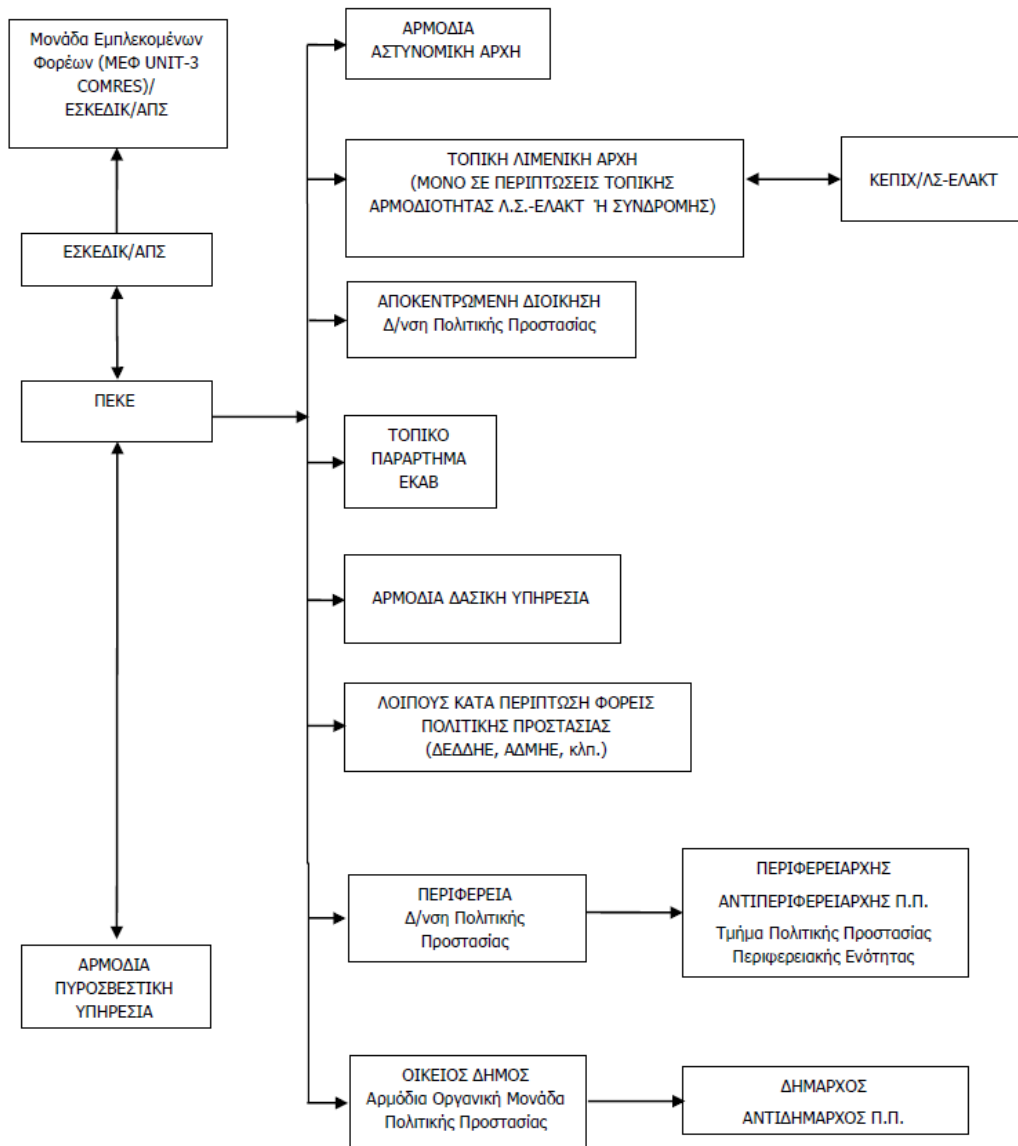 Μονάδα Εμπλεκομένων
Φορέων (ΜΕΦ UNIT-3
COMRES)/
ΕΣΚΕΔΙΚ/ΑΠΣ
ΕΣΚΕΔΙΚ/ΑΠΣ
ΠΕΚΕ
ΑΡΜΟΔΙΑ
ΠΥΡΟΣΒΕΣΤΙΚΗ
ΥΠΗΡΕΣΙΑ
ΑΡΜΟΔΙΑ
ΑΣΤΥΝΟΜΙΚΗ ΑΡΧΗ
ΤΟΠΙΚΗ ΛΙΜΕΝΙΚΗ ΑΡΧΗ
(ΜΟΝΟ ΣΕ ΠΕΡΙΠΤΩΣΕΙΣ ΤΟΠΙΚΗΣ
ΑΡΜΟΔΙΟΤΗΤΑΣ Λ.Σ.-ΕΛΑΚΤ Ή ΣΥΝΔΡΟΜΗΣ)
ΚΕΠΙΧ/ΛΣ-ΕΛΑΚΤ
ΑΠΟΚΕΝΤΡΩΜΕΝΗ ΔΙΟΙΚΗΣΗ
Δ/νση Πολιτικής Προστασίας
ΤΟΠΙΚΟ
ΠΑΡΑΡΤΗΜΑ
ΕΚΑΒ
ΑΡΜΟΔΙΑ ΔΑΣΙΚΗ ΥΠΗΡΕΣΙΑ
ΛΟΙΠΟΥΣ ΚΑΤΑ ΠΕΡΙΠΤΩΣΗ ΦΟΡΕΙΣ
ΠΟΛΙΤΙΚΗΣ ΠΡΟΣΤΑΣΙΑΣ
(ΔΕΔΔΗΕ, ΑΔΜΗΕ, κλπ.)
ΠΕΡΙΦΕΡΕΙΑ
Δ/νση Πολιτικής
Προστασίας
ΠΕΡΙΦΕΡΕΙΑΡΧΗΣ
ΑΝΤΙΠΕΡΙΦΕΡΕΙΑΡΧΗΣ Π.Π.
Τμήμα Πολιτικής Προστασίας
Περιφερειακής Ενότητας
ΟΙΚΕΙΟΣ ΔΗΜΟΣ
Αρμόδια Οργανική Μονάδα
Πολιτικής Προστασίας
ΔΗΜΑΡΧΟΣ
ΑΝΤΙΔΗΜΑΡΧΟΣ Π.Π.